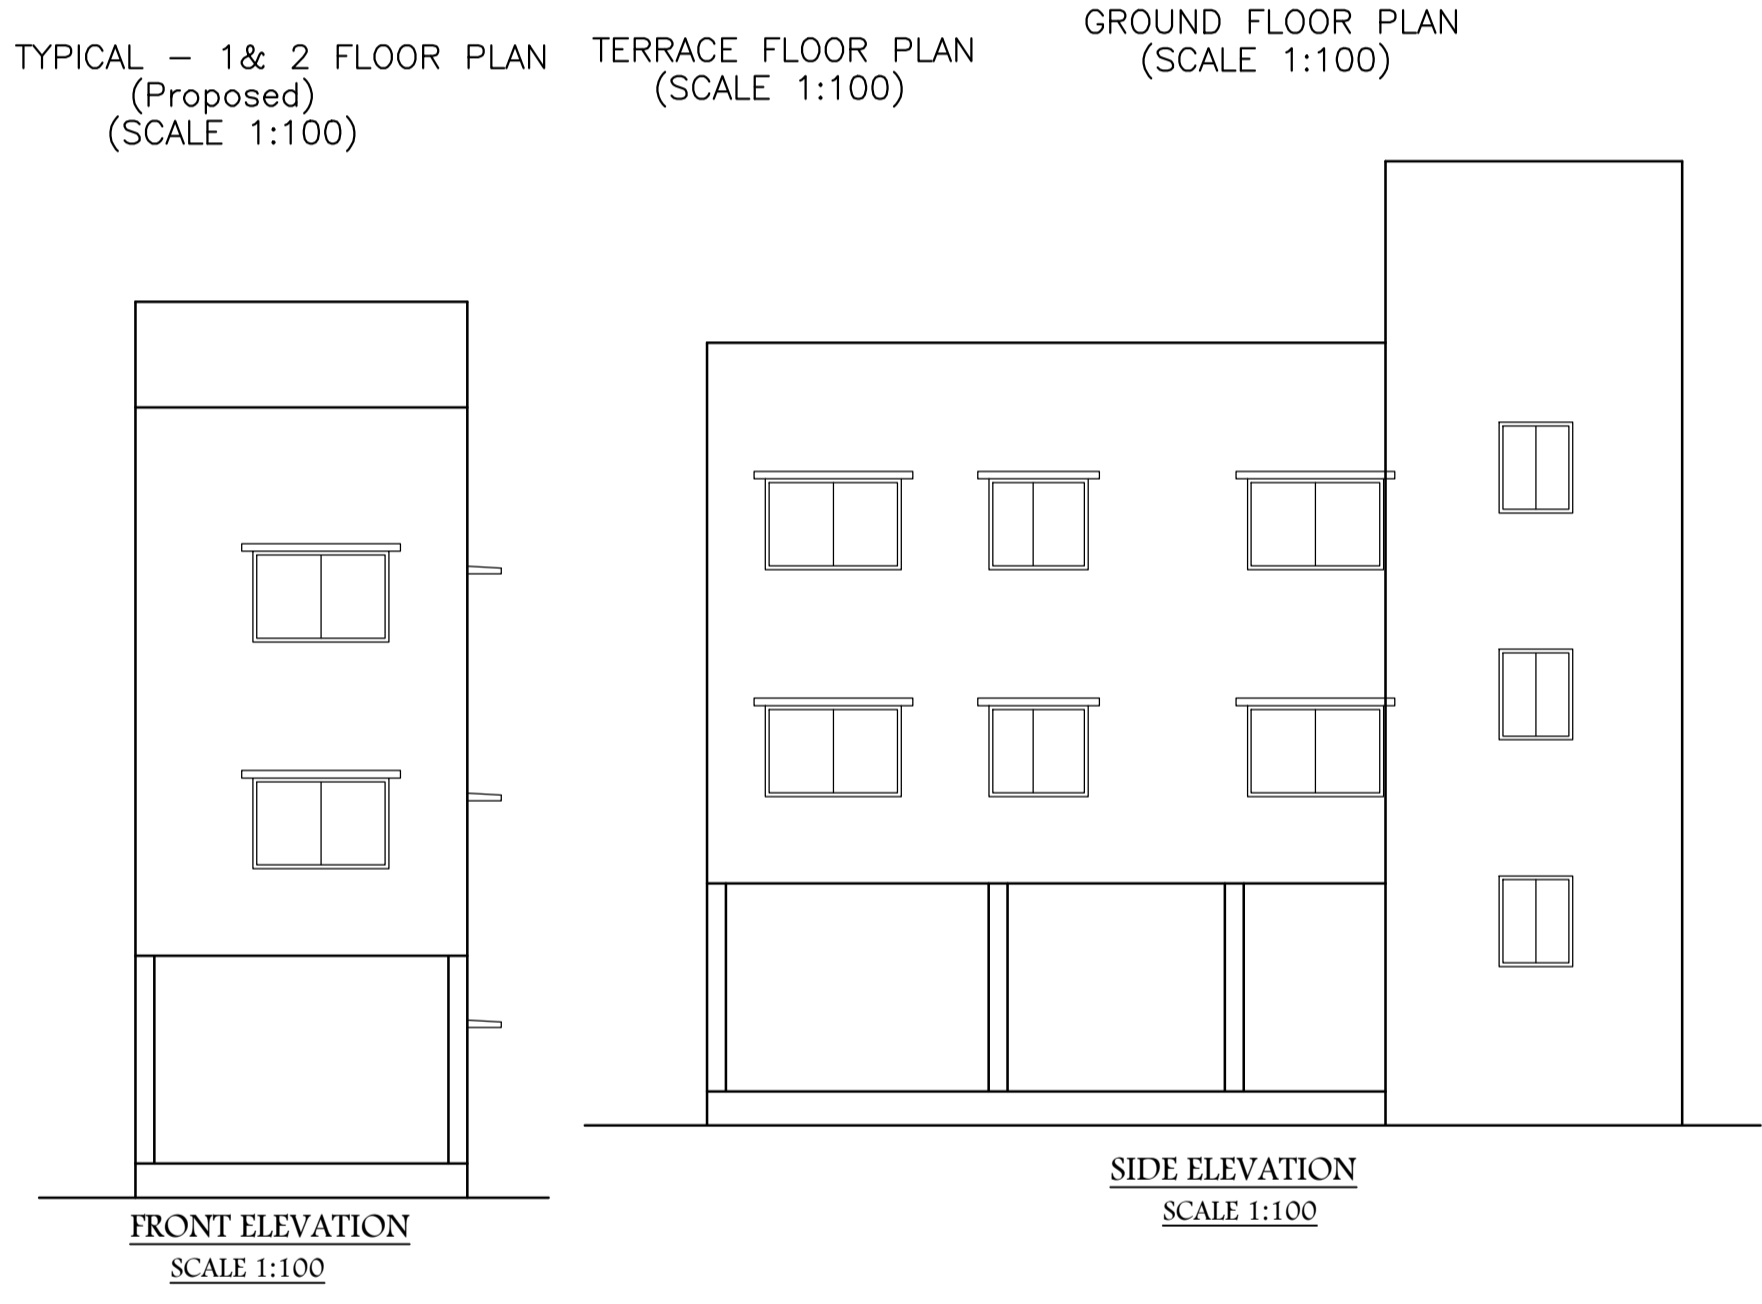 TYPICAL – 1& 2 FLOOR PLAN
(Proposed)
(SCALE 1:100)
TERRACE FLOOR PLAN
(SCALE 1:100)
GROUND FLOOR PLAN
(SCALE 1:100)
FRONT ELEVATION
SCALE 1:100
SIDE ELEVATION
SCALE 1:100